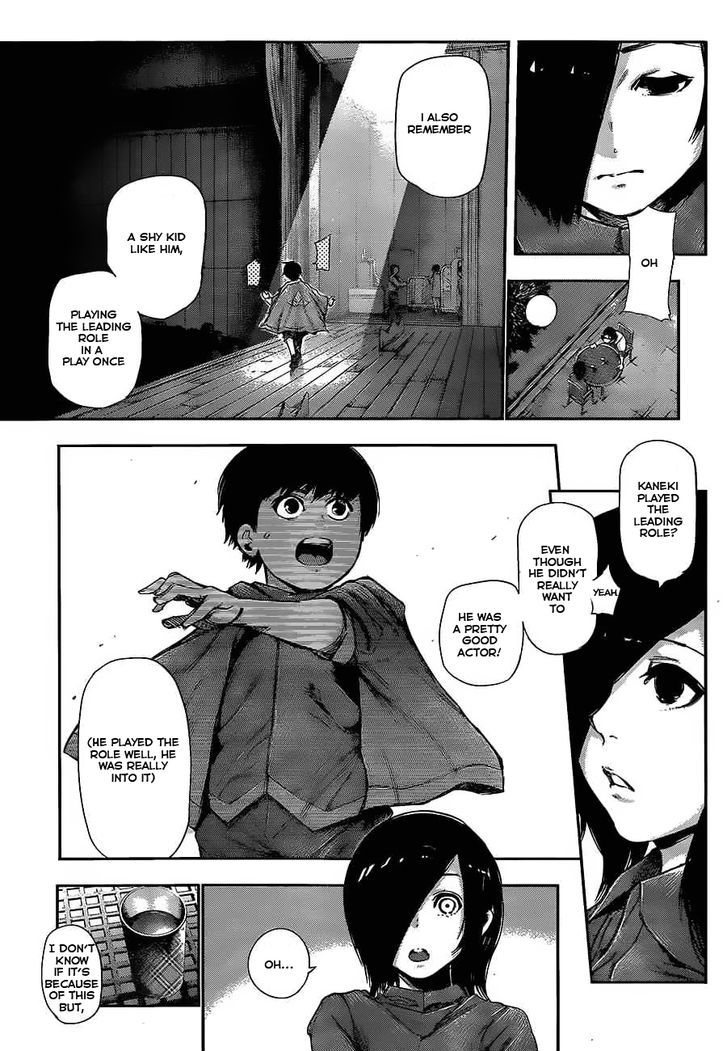 OH
I ALSO
REMEMBER
A SHY KID
LIKE HIM,
PLAYING
THE LEADING
ROLE
IN A
PLAY ONCE
KANEKI
PLAYED
THE
LEADING
ROLE?
YEAH
EVEN
THOUGH
HE DIDN'T
REALLY
WANT
TO
HE WAS
A PRETTY
GOOD
ACTOR!
(HE PLAYED THE
ROLE WELL, HE
WAS REALLY
INTO IT)
OH...
I DON'T
KNOW
IF IT'S
BECAUSE
OF THIS
BUT,